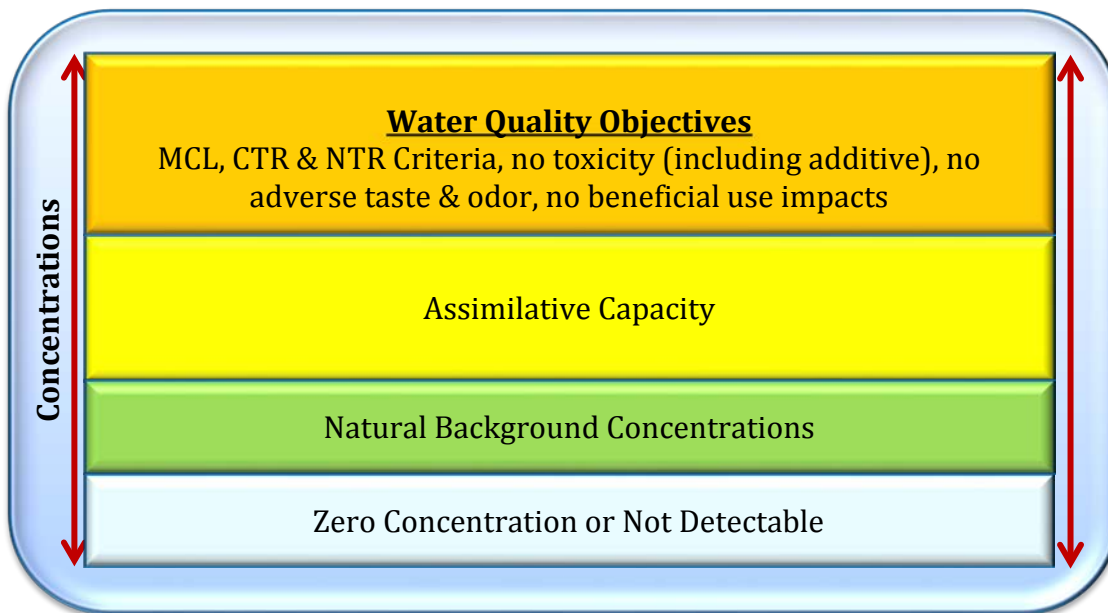 Concentrations
Water Quality Objectives
MCL, CTR & NTR Criteria, no toxicity (including additive), no
adverse taste & odor, no beneficial use impacts
Assimilative Capacity
Natural Background Concentrations
Zero Concentration or Not Detectable